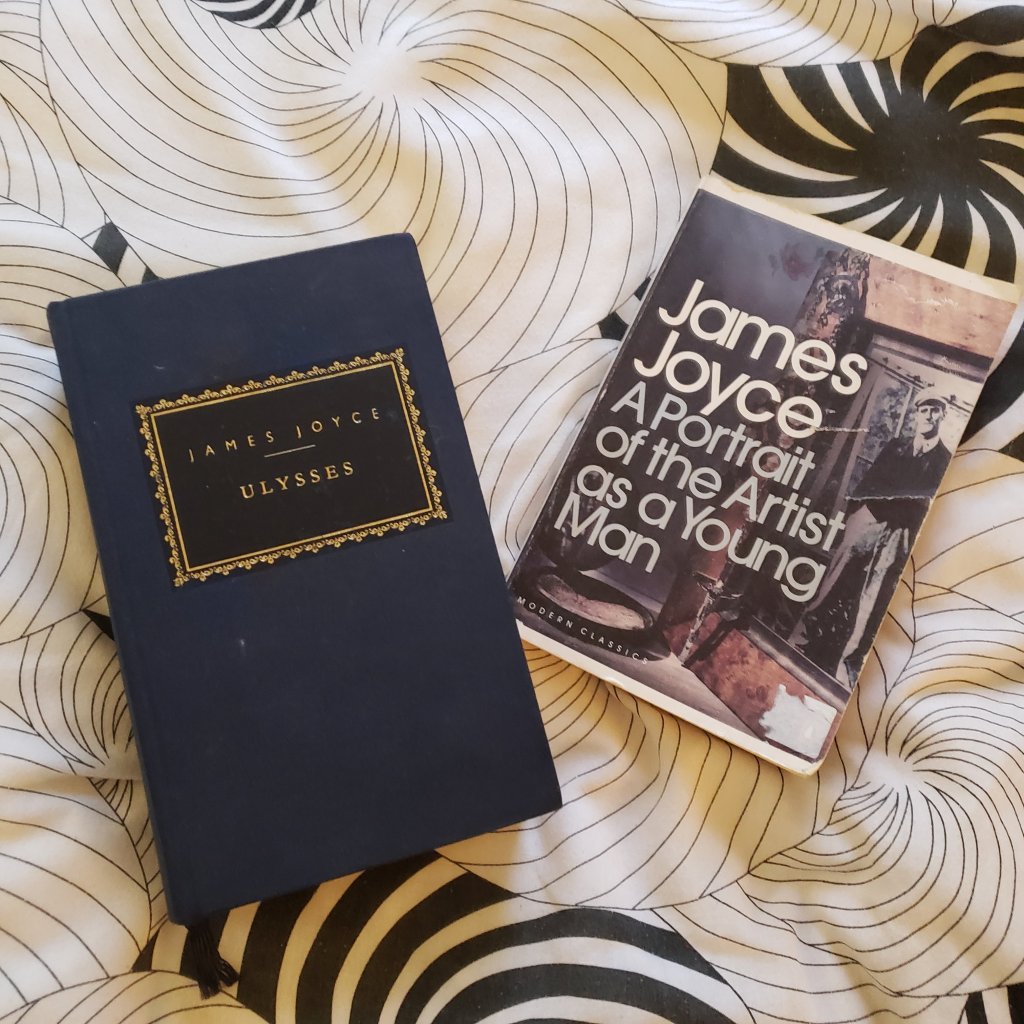 JAMES JOYCE
ULYSSES
James
Joyce
A Portrait
of the Artist
as a Young
Man
MODERN CLASSICS